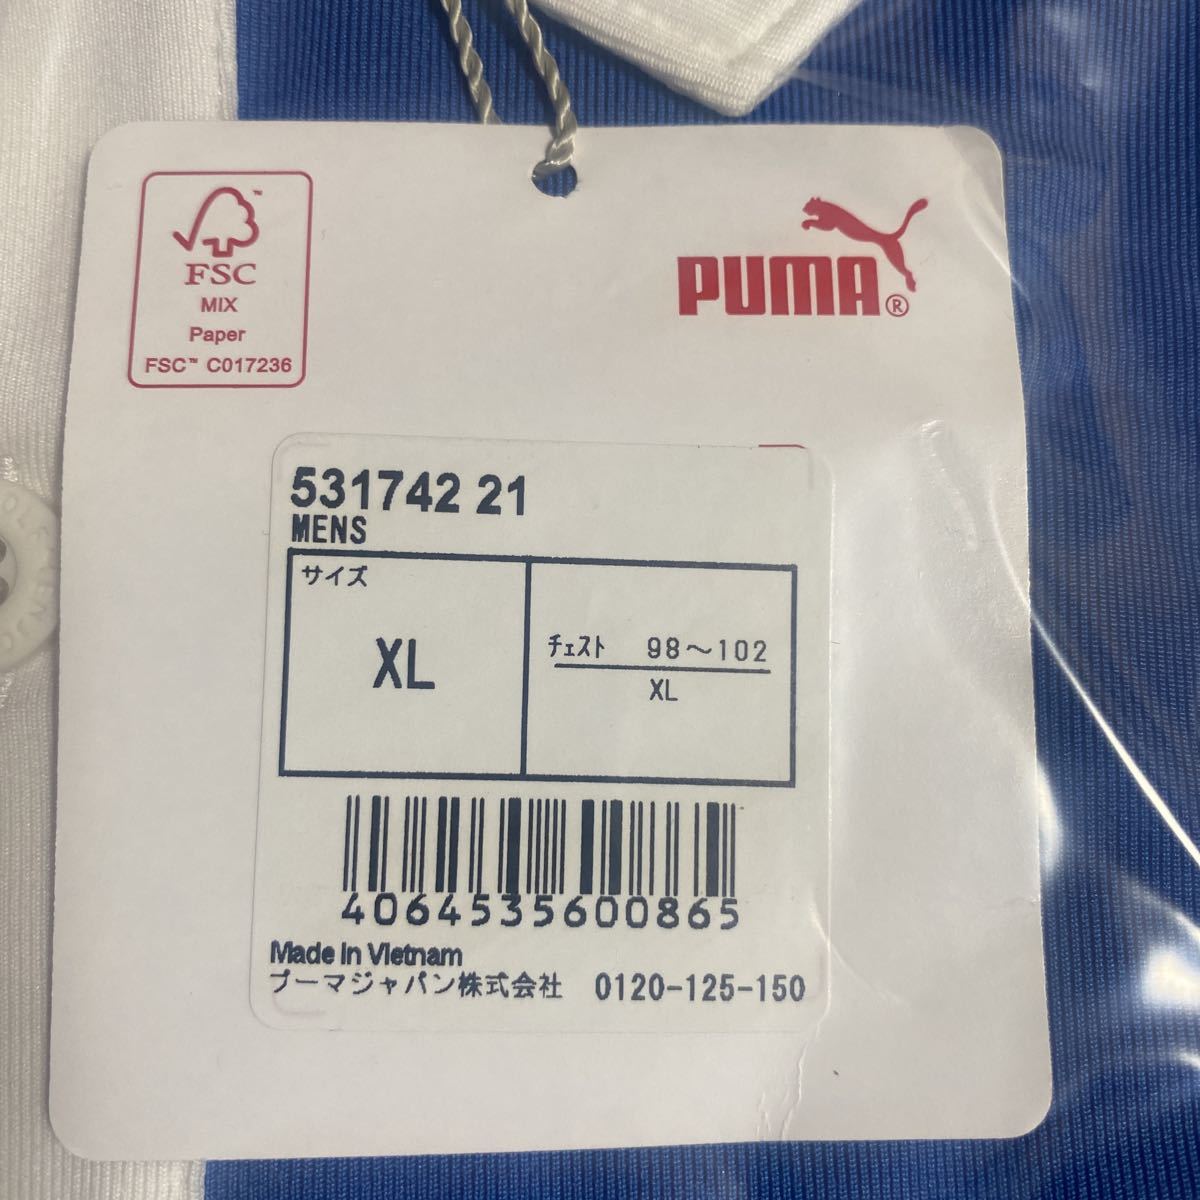 FSC
MIX
Paper
FSC™ C017236
PUMA®
531742 21
MENS
サイズ
XL
チェスト 98～102
XL
4064535600865
Made In Vietnam
プーマジャパン株式会社 0120-125-150